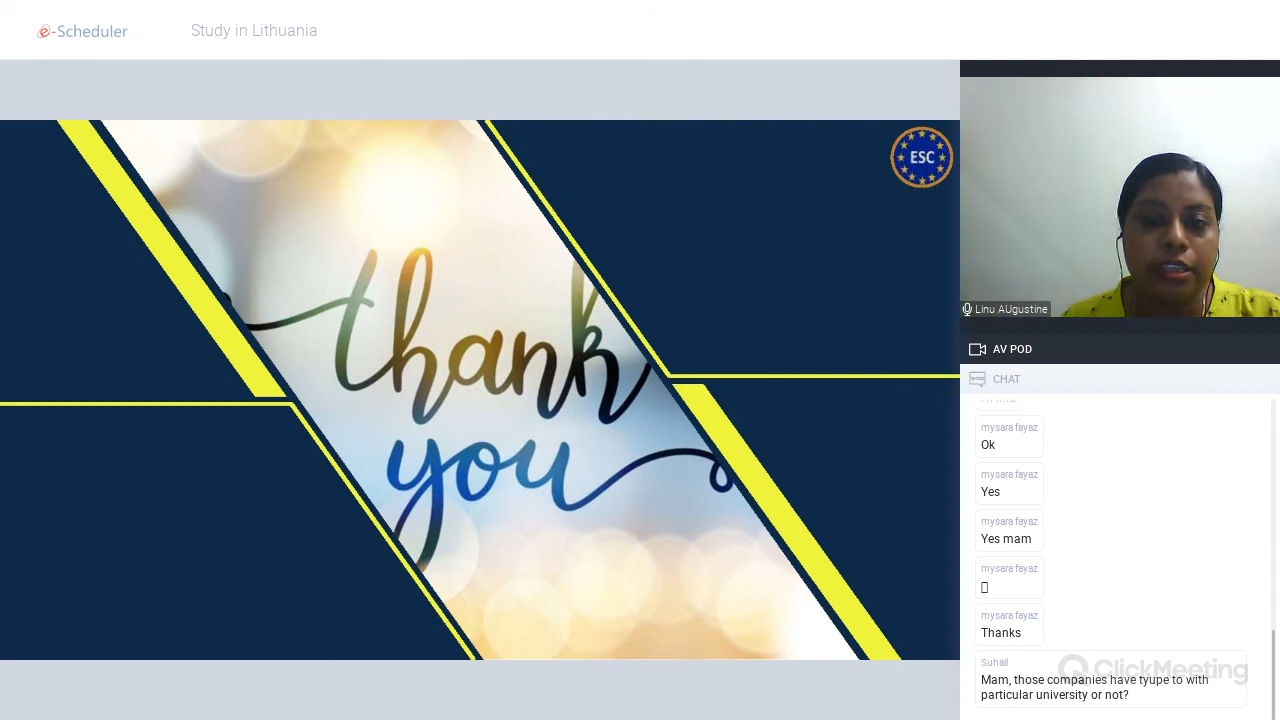 e-Scheduler
Study in Lithuania
ESC
thank
you
Linu AUgustine
AV POD
CHAT
mysara fayaz
Ok
mysara fayaz
Yes
mysara fayaz
Yes mam
mysara fayaz
mysara fayaz
Thanks
Suhail
ClickMeeting
Mam, those companies have tyupe to with
particular university or not?